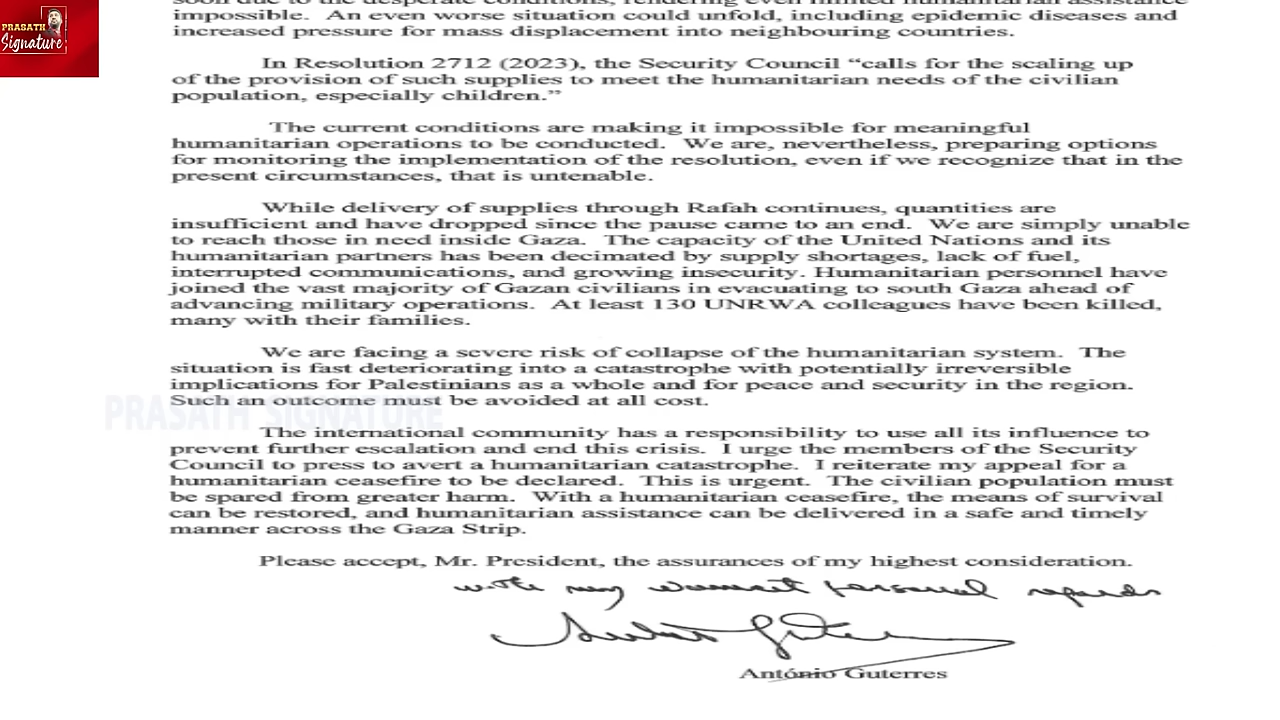 PRASATH
Signature
soon due to the desperate conditions, rendering even limited humanitarian assistance
impossible. An even worse situation could unfold, including epidemic diseases and
increased pressure for mass displacement into neighbouring countries.
In Resolution 2712 (2023), the Security Council “calls for the scaling up
of the provision of such supplies to meet the humanitarian needs of the civilian
population, especially children.”
The current conditions are making it impossible for meaningful
humanitarian operations to be conducted. We are, nevertheless, preparing options
for monitoring the implementation of the resolution, even if we recognize that in the
present circumstances, that is untenable.
While delivery of supplies through Rafah continues, quantities are
insufficient and have dropped since the pause came to an end. We are simply unable
to reach those in need inside Gaza. The capacity of the United Nations and its
humanitarian partners has been decimated by supply shortages, lack of fuel,
interrupted communications, and growing insecurity. Humanitarian personnel have
joined the vast majority of Gazan civilians in evacuating to south Gaza ahead of
advancing military operations. At least 130 UNRWA colleagues have been killed,
many with their families.
We are facing a severe risk of collapse of the humanitarian system. The
situation is fast deteriorating into a catastrophe with potentially irreversible
implications for Palestinians as a whole and for peace and security in the region.
Such an outcome must be avoided at all cost.
PRASATH SIGNATURE
The international community has a responsibility to use all its influence to
prevent further escalation and end this crisis. I urge the members of the Security
Council to press to avert a humanitarian catastrophe. I reiterate my appeal for a
humanitarian ceasefire to be declared. This is urgent. The civilian population must
be spared from greater harm. With a humanitarian ceasefire, the means of survival
can be restored, and humanitarian assistance can be delivered in a safe and timely
manner across the Gaza Strip.
Please accept, Mr. President, the assurances of my highest consideration.
with my warmest personal regards
António Guterres
António Guterres